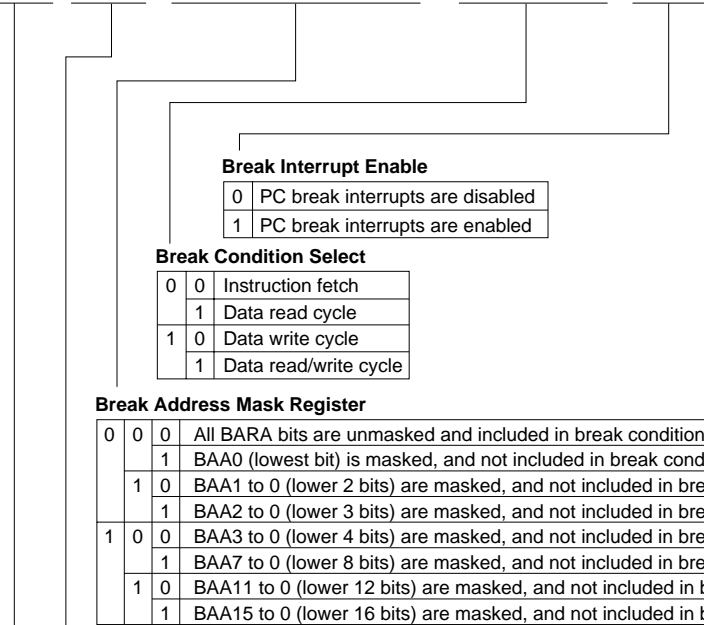 Break Interrupt Enable
0 PC break interrupts are disabled
1 PC break interrupts are enabled
Break Condition Select
0 0 Instruction fetch
1 Data read cycle
1 0 Data write cycle
1 Data read/write cycle
Break Address Mask Register
0 0 0 All BARA bits are unmasked and included in break condition
1 BAA0 (lowest bit) is masked, and not included in break
1 0 BAA1 to 0 (lower 2 bits) are masked, and not included in
1 BAA2 to 0 (lower 3 bits) are masked, and not included in
1 0 0 BAA3 to 0 (lower 4 bits) are masked, and not included in
1 BAA7 to 0 (lower 8 bits) are masked, and not included in
1 0 BAA11 to 0 (lower 12 bits) are masked, and not included in
1 BAA15 to 0 (lower 16 bits) are masked, and not included in